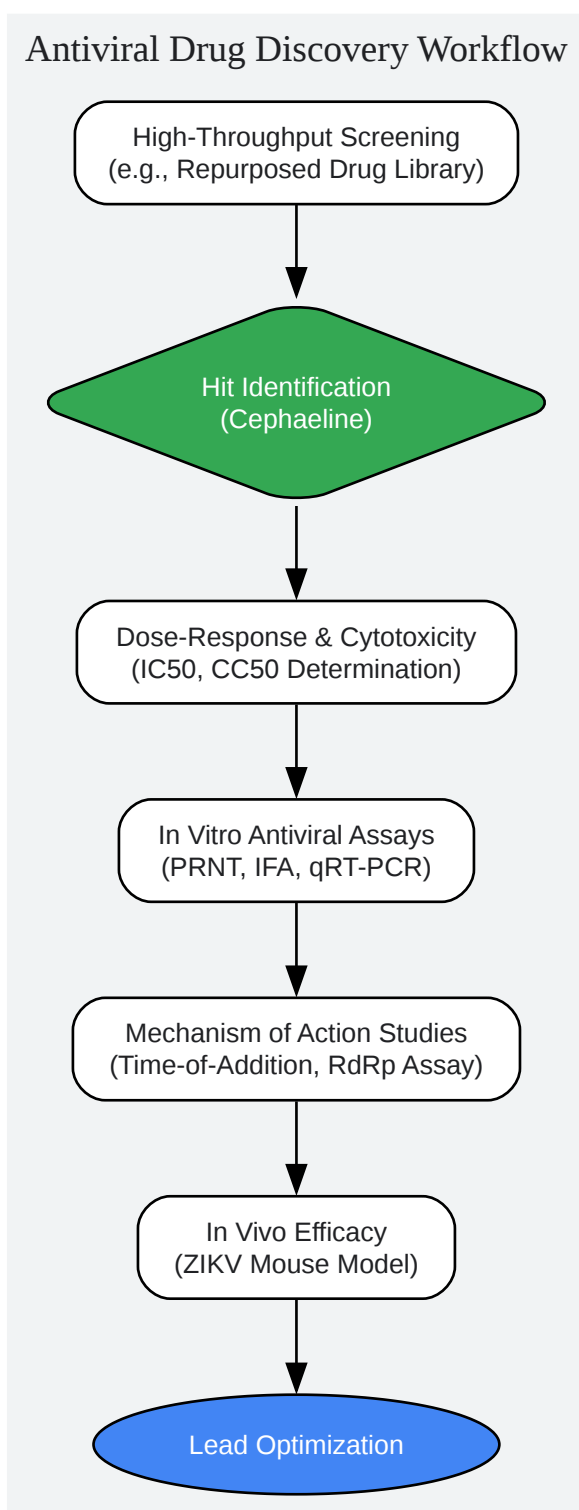 Antiviral Drug Discovery Workflow
High-Throughput Screening
(e.g., Repurposed Drug Library)
Hit Identification
(Cephaeline)
Dose-Response & Cytotoxicity
(IC50, CC50 Determination)
In Vitro Antiviral Assays
(PRNT, IFA, qRT-PCR)
Mechanism of Action Studies
(Time-of-Addition, RdRp Assay)
In Vivo Efficacy
(ZIKV Mouse Model)
Lead Optimization